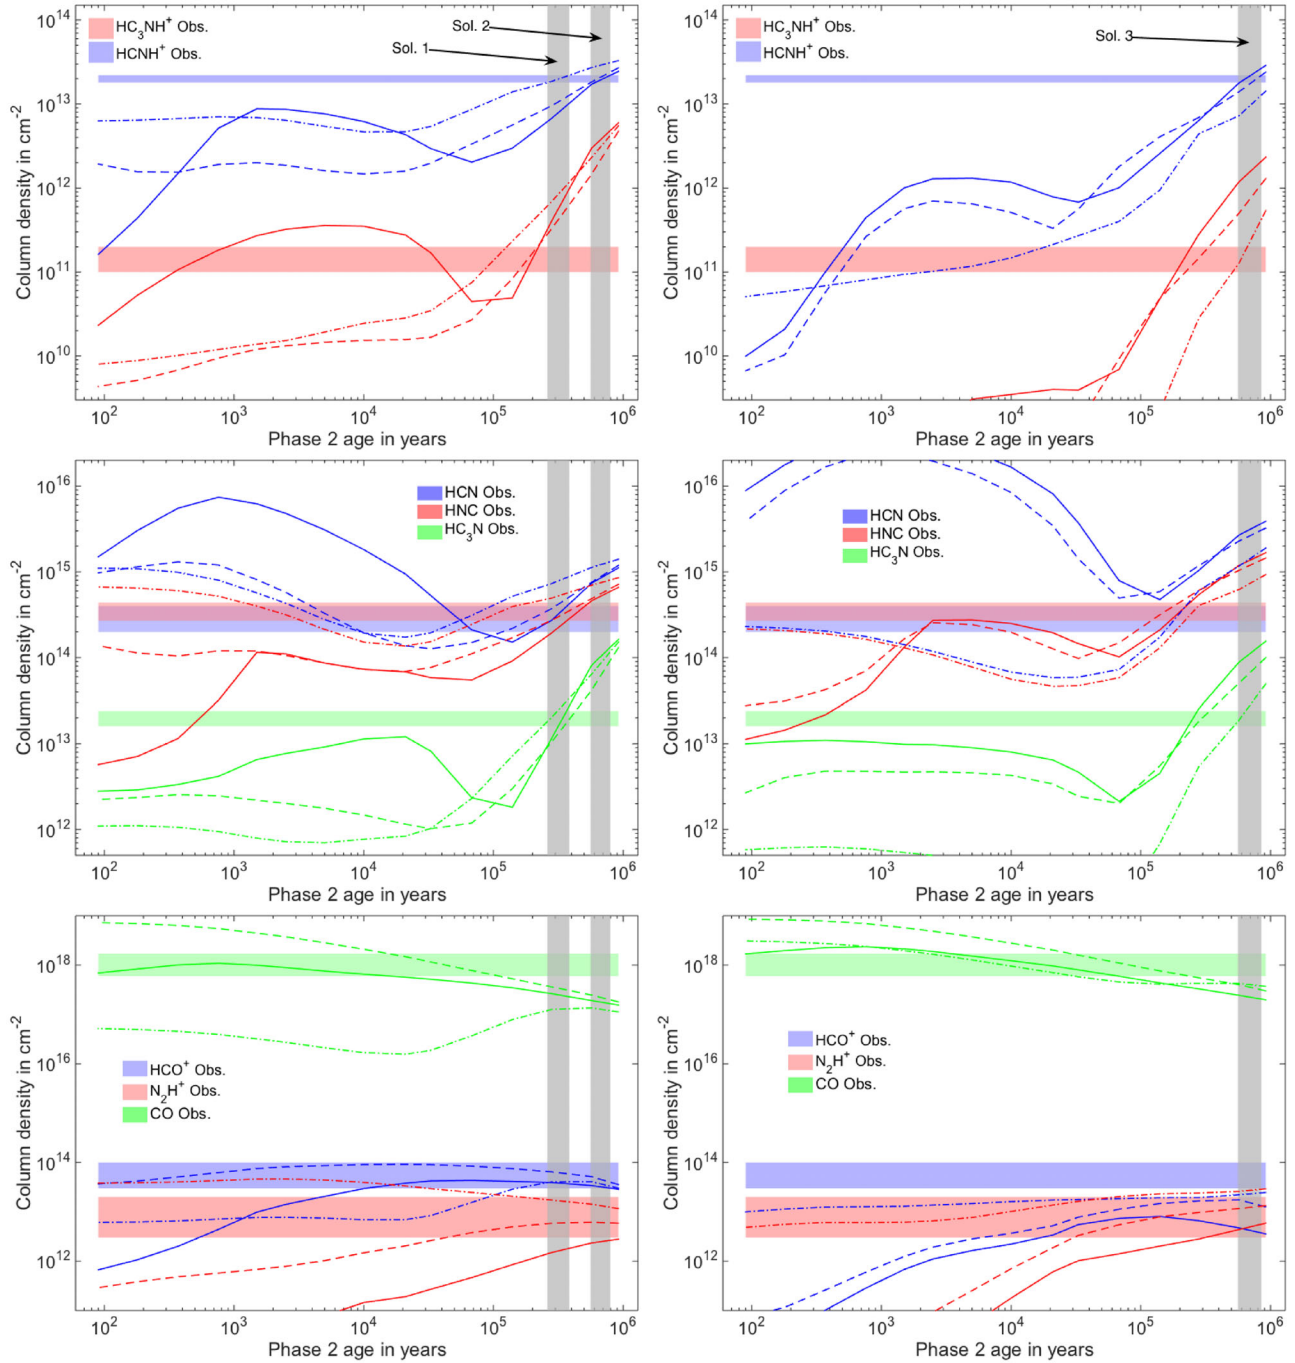 HC3NH+ Obs.
HCNH+ Obs.
Sol. 2
Sol. 1
10^14
10^13
10^12
10^11
10^10
Column density in cm^-2
10^2 10^3 10^4 10^5 10^6
Phase 2 age in years
HC3NH+ Obs.
HCNH+ Obs.
Sol. 3
10^14
10^13
10^12
10^11
10^10
Column density in cm^-2
10^2 10^3 10^4 10^5 10^6
Phase 2 age in years
HCN Obs.
HNC Obs.
HC3N Obs.
10^16
10^15
10^14
10^13
10^12
Column density in cm^-2
10^2 10^3 10^4 10^5 10^6
Phase 2 age in years
HCN Obs.
HNC Obs.
HC3N Obs.
10^16
10^15
10^14
10^13
10^12
Column density in cm^-2
10^2 10^3 10^4 10^5 10^6
Phase 2 age in years
10^18
10^16
10^14
10^12
HCO+ Obs.
N2H+ Obs.
CO Obs.
Column density in cm^-2
10^2 10^3 10^4 10^5 10^6
Phase 2 age in years
10^18
10^16
10^14
10^12
HCO+ Obs.
N2H+ Obs.
CO Obs.
Column density in cm^-2
10^2 10^3 10^4 10^5 10^6
Phase 2 age in years